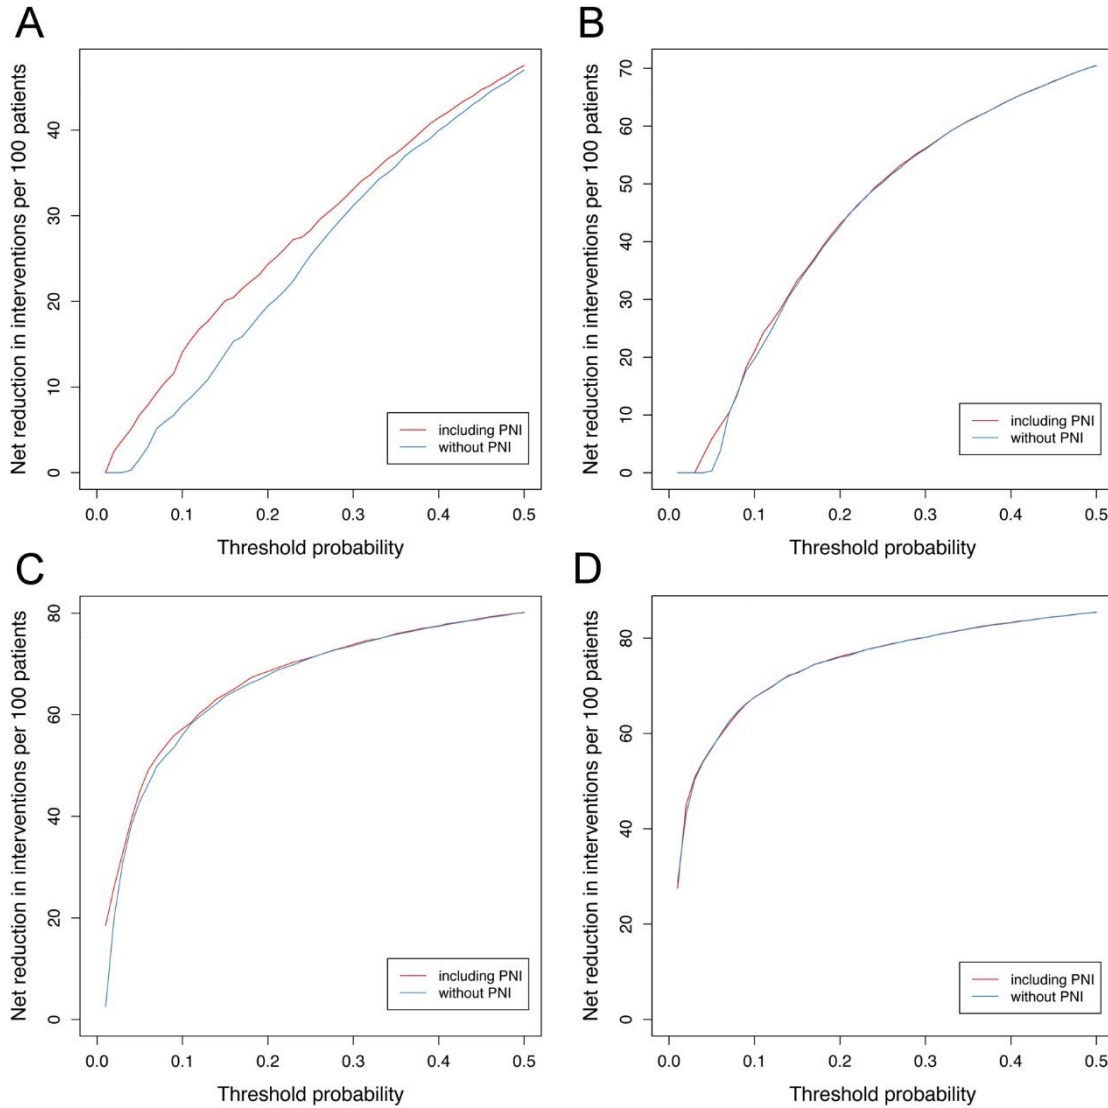 A
Net reduction in interventions per 100 patients
40
30
20
10
0
including PNI
without PNI
0.0 0.1 0.2 0.3 0.4 0.5
Threshold probability
B
Net reduction in interventions per 100 patients
70
60
50
40
30
20
10
0
including PNI
without PNI
0.0 0.1 0.2 0.3 0.4 0.5
Threshold probability
C
Net reduction in interventions per 100 patients
80
60
40
20
0
including PNI
without PNI
0.0 0.1 0.2 0.3 0.4 0.5
Threshold probability
D
Net reduction in interventions per 100 patients
80
60
40
20
0
including PNI
without PNI
0.0 0.1 0.2 0.3 0.4 0.5
Threshold probability